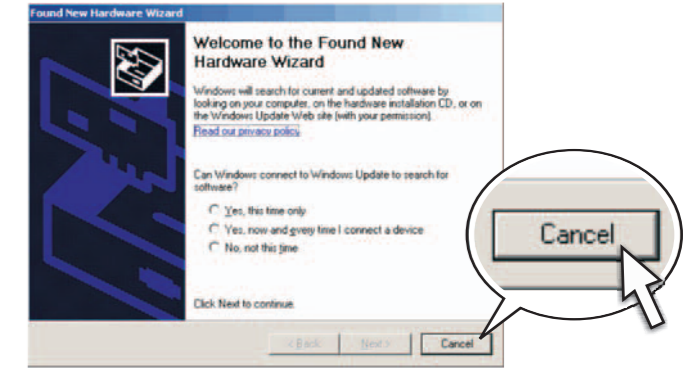 Found New Hardware Wizard
Welcome to the Found New
Hardware Wizard
Windows will search for current and updated software by
looking on your computer, on the hardware installation CD, or on
the Windows Update Web site (with your permission).
Read our privacy policy
Can Windows connect to Windows Update to search for
software?
Yes, this time only
Yes, now and every time I connect a device
No, not this time
Click Next to continue.
< Back
Next >
Cancel
Cancel